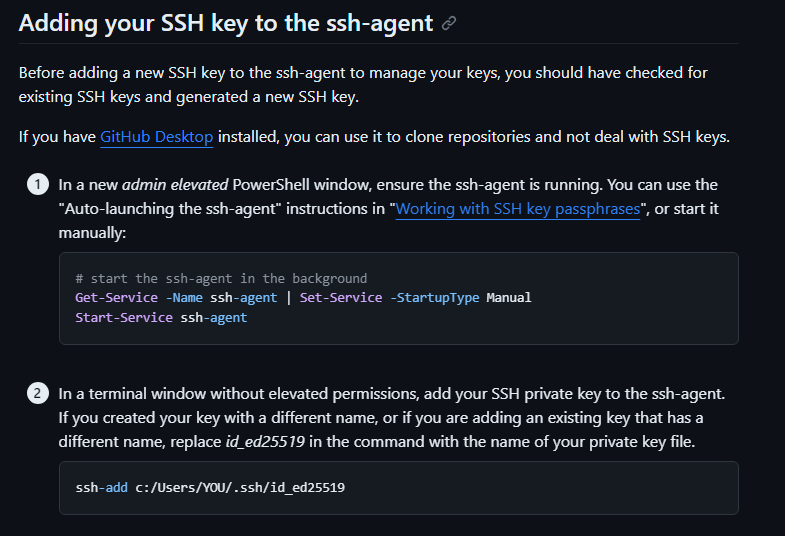 Adding your SSH key to the ssh-agent
Before adding a new SSH key to the ssh-agent to manage your keys, you should have checked for
existing SSH keys and generated a new SSH key.
If you have GitHub Desktop installed, you can use it to clone repositories and not deal with SSH keys.
1 In a new admin elevated PowerShell window, ensure the ssh-agent is running. You can use the
"Auto-launching the ssh-agent" instructions in "Working with SSH key passphrases", or start it
manually:
# start the ssh-agent in the background
Get-Service -Name ssh-agent | Set-Service -StartupType Manual
Start-Service ssh-agent
2 In a terminal window without elevated permissions, add your SSH private key to the ssh-agent.
If you created your key with a different name, or if you are adding an existing key that has a
different name, replace id_ed25519 in the command with the name of your private key file.
ssh-add c:/Users/YOU/.ssh/id_ed25519